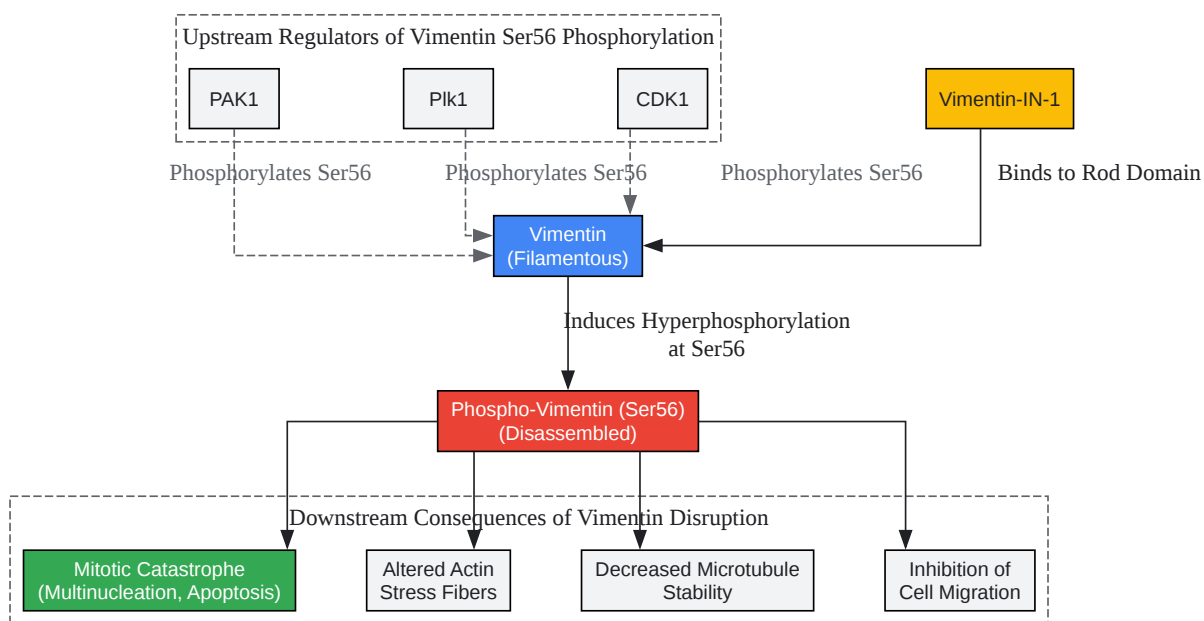 Upstream Regulators of Vimentin Ser56 Phosphorylation
PAK1
Plk1
CDK1
Vimentin-IN-1
Phosphorylates Ser56
Phosphorylates Ser56
Phosphorylates Ser56
Binds to Rod Domain
Vimentin
(Filamentous)
Induces Hyperphosphorylation
at Ser56
Phospho-Vimentin (Ser56)
(Disassembled)
Downstream Consequences of Vimentin Disruption
Mitotic Catastrophe
(Multinucleation, Apoptosis)
Altered Actin
Stress Fibers
Decreased Microtubule
Stability
Inhibition of
Cell Migration